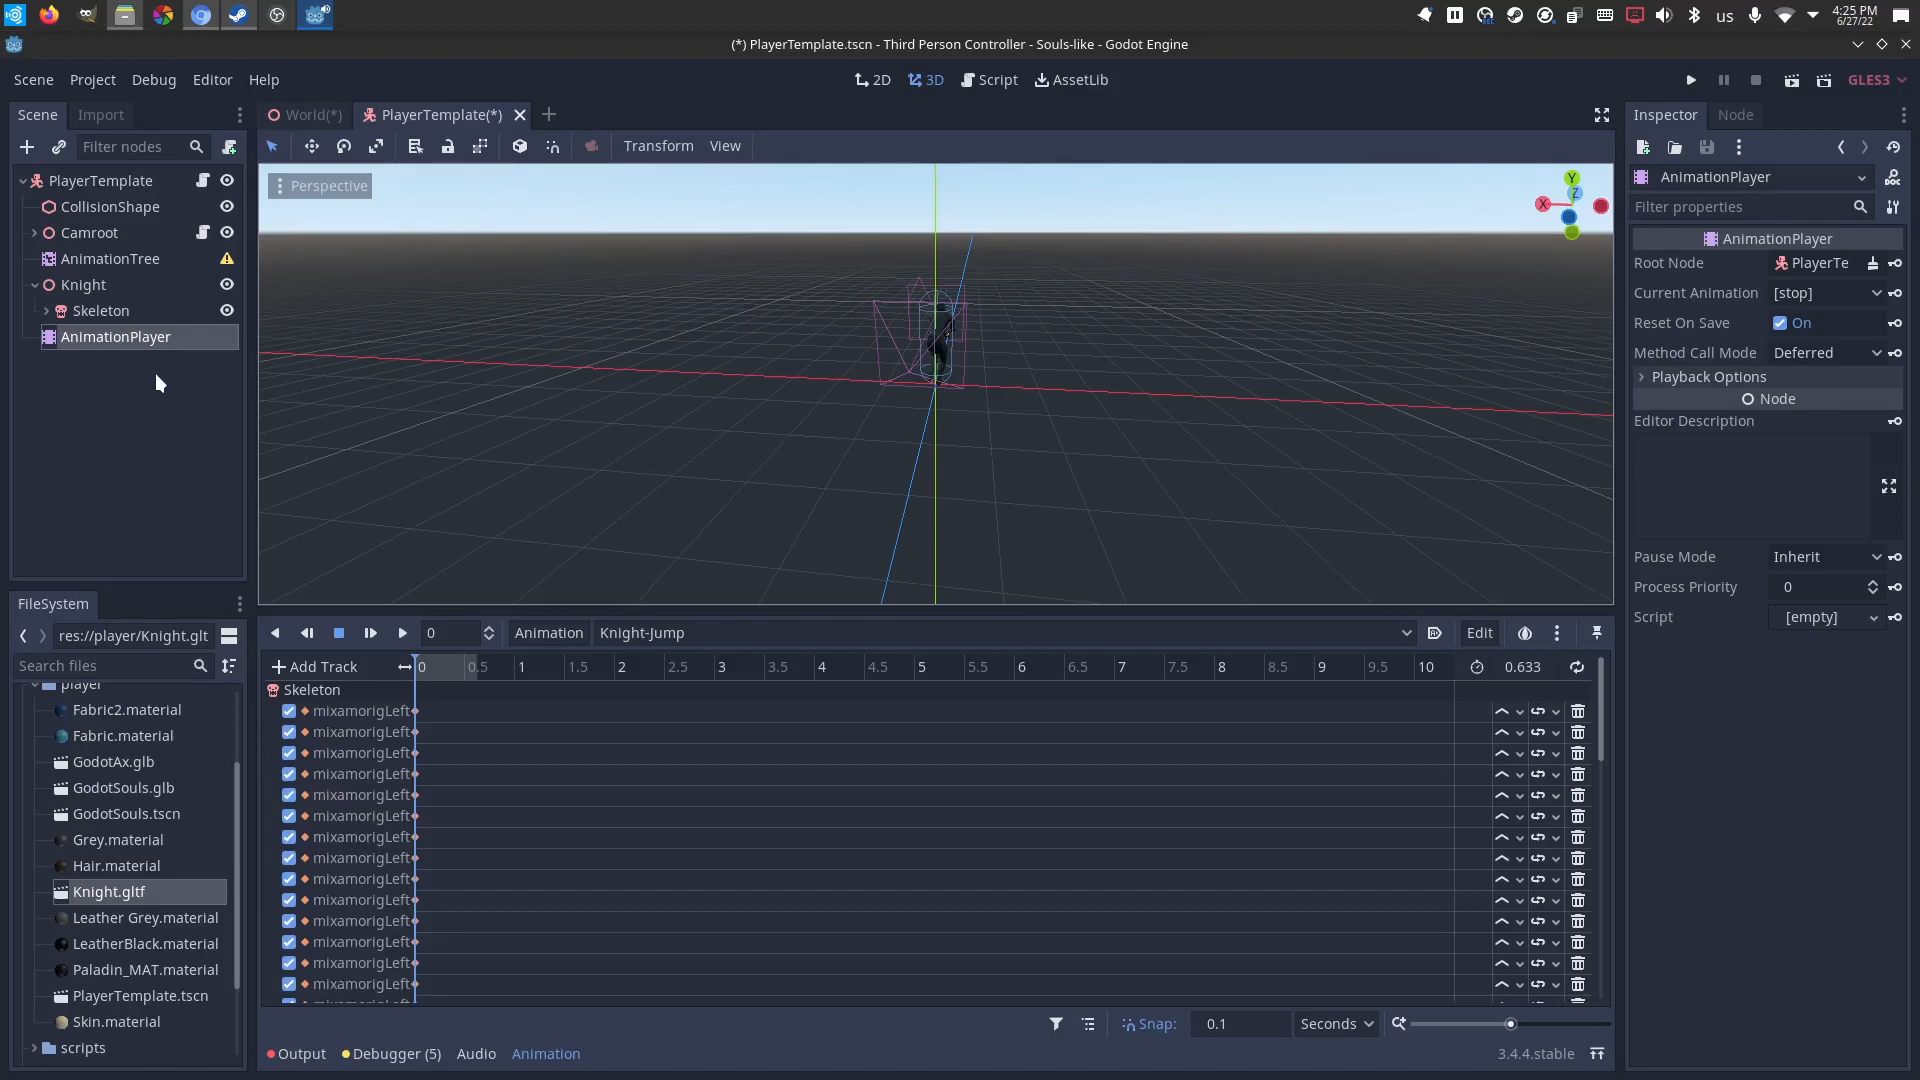 us
4:25 PM
6/27/22
(*) PlayerTemplate.tscn - Third Person Controller - Souls-like - Godot Engine
Scene Project Debug Editor Help
2D 3D Script AssetLib
GLES3
Scene Import
World(*) PlayerTemplate(*)
Inspector Node
Filter nodes
Transform View
PlayerTemplate
CollisionShape
Camroot
AnimationTree
Knight
Skeleton
AnimationPlayer
Perspective
Y
Z
X
AnimationPlayer
Filter properties
AnimationPlayer
Root Node PlayerTe
Current Animation [stop]
Reset On Save On
Method Call Mode Deferred
Playback Options
Node
Editor Description
Pause Mode Inherit
Process Priority 0
Script [empty]
FileSystem
res://player/Knight.glt
Search files
player
Fabric2.material
Fabric.material
GodotAx.glb
GodotSouls.glb
GodotSouls.tscn
Grey.material
Hair.material
Knight.gltf
Leather Grey.material
LeatherBlack.material
Paladin_MAT.material
PlayerTemplate.tscn
Skin.material
scripts
0 Animation Knight-Jump Edit
Add Track 0 0.5 1 1.5 2 2.5 3 3.5 4 4.5 5 5.5 6 6.5 7 7.5 8 8.5 9 9.5 10 0.633
Skeleton
mixamorigLeft
mixamorigLeft
mixamorigLeft
mixamorigLeft
mixamorigLeft
mixamorigLeft
mixamorigLeft
mixamorigLeft
mixamorigLeft
mixamorigLeft
mixamorigLeft
mixamorigLeft
mixamorigLeft
mixamorigLeft
Snap: 0.1 Seconds
Output Debugger (5) Audio Animation
3.4.4.stable